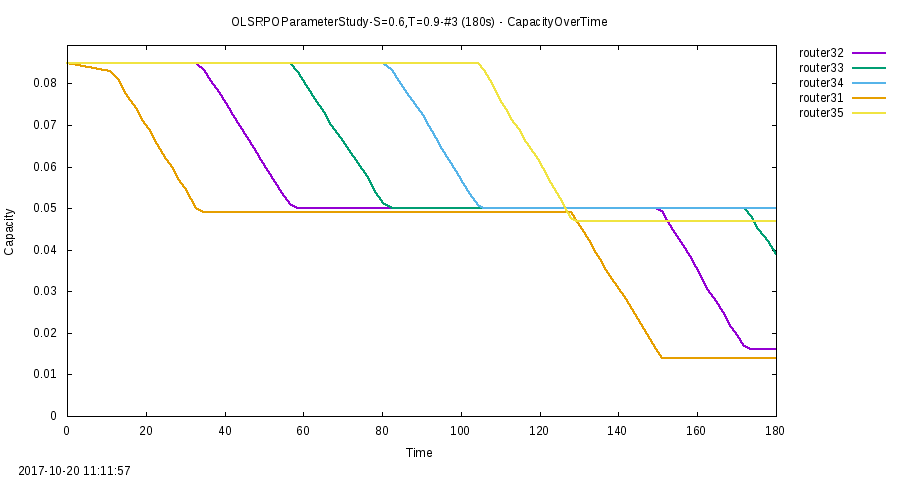 OLSRPOParameterStudy-S=0.6,T=0.9-#3 (180s) - CapacityOverTime
router32
router33
router34
router31
router35
0.08
0.07
0.06
0.05
0.04
0.03
0.02
0.01
0
Capacity
0 20 40 60 80 100 120 140 160 180
Time
2017-10-20 11:11:57